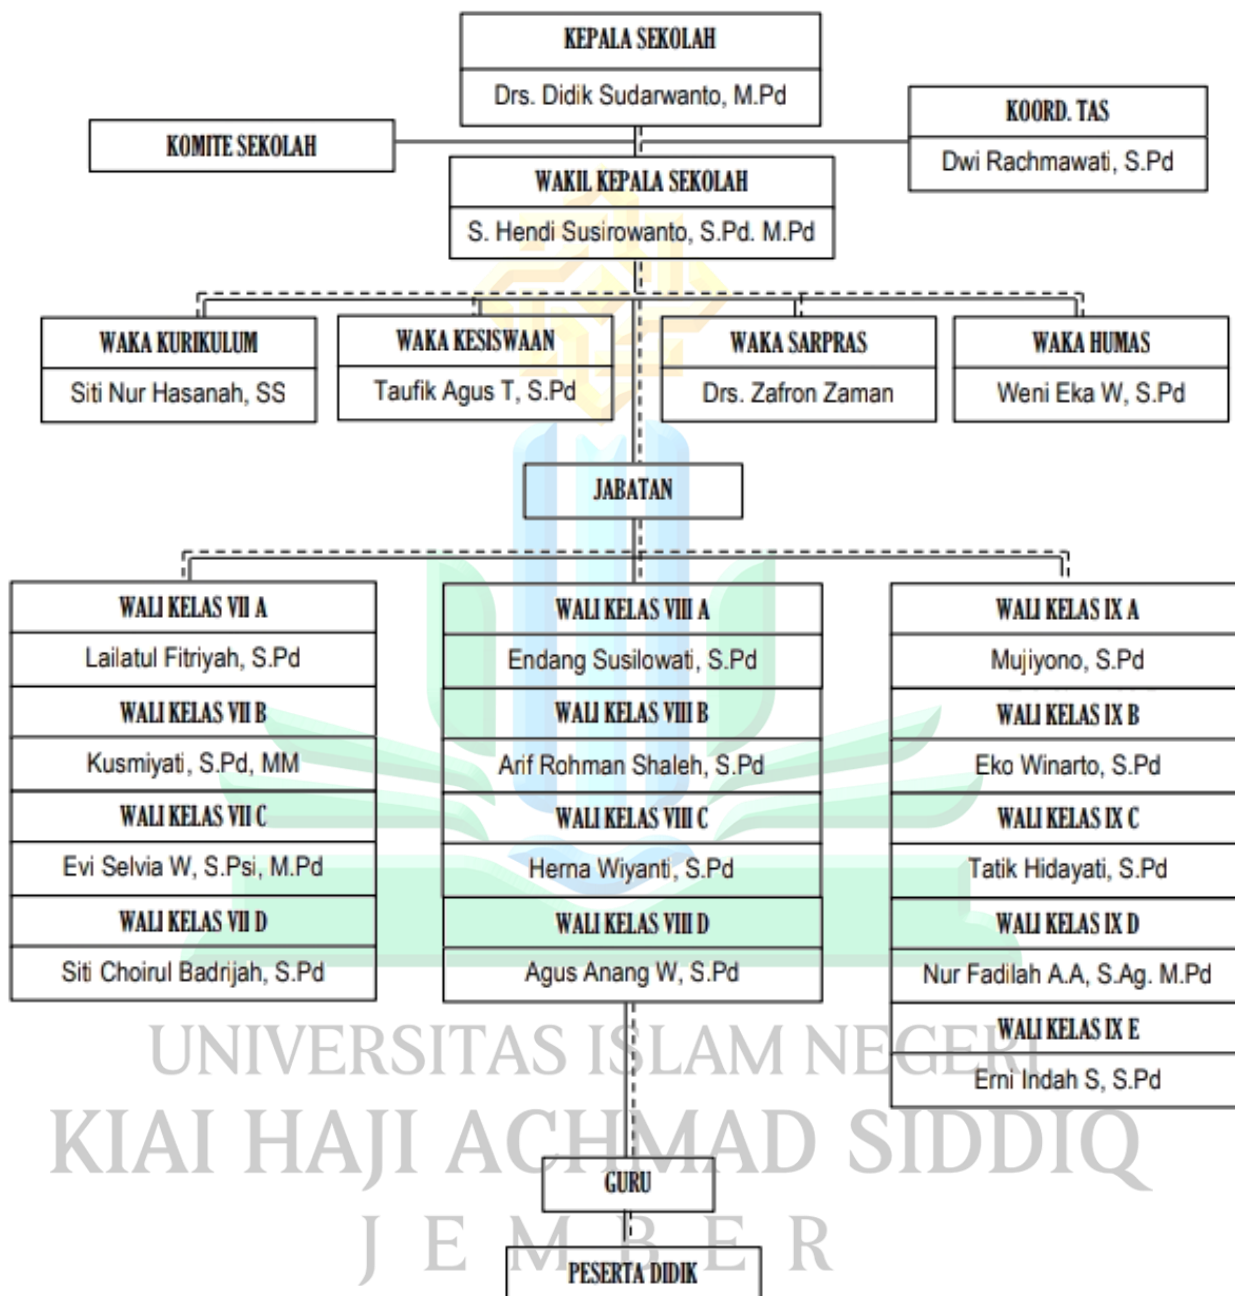 KEPALA SEKOLAH
Drs. Didik Sudarwanto, M.Pd
KOMITE SEKOLAH
KOORD. TAS
Dwi Rachmawati, S.Pd
WAKIL KEPALA SEKOLAH
S. Hendi Susirowanto, S.Pd. M.Pd
WAKA KURIKULUM
Siti Nur Hasanah, SS
WAKA KESISWAAN
Taufik Agus T, S.Pd
WAKA SARPRAS
Drs. Zafron Zaman
WAKA HUMAS
Weni Eka W, S.Pd
JABATAN
WALI KELAS VII A
Lailatul Fitriyah, S.Pd
WALI KELAS VII B
Kusmiyati, S.Pd, MM
WALI KELAS VII C
Evi Selvia W, S.Psi, M.Pd
WALI KELAS VII D
Siti Choirul Badrijah, S.Pd
WALI KELAS VIII A
Endang Susilowati, S.Pd
WALI KELAS VIII B
Arif Rohman Shaleh, S.Pd
WALI KELAS VIII C
Herna Wiyanti, S.Pd
WALI KELAS VIII D
Agus Anang W, S.Pd
WALI KELAS IX A
Mujiyono, S.Pd
WALI KELAS IX B
Eko Winarto, S.Pd
WALI KELAS IX C
Tatik Hidayati, S.Pd
WALI KELAS IX D
Nur Fadilah A.A, S.Ag. M.Pd
WALI KELAS IX E
Erni Indah S, S.Pd
UNIVERSITAS ISLAM NEGERI
KIAI HAJI ACHMAD SIDDIQ
JEMBER
GURU
PESERTA DIDIK